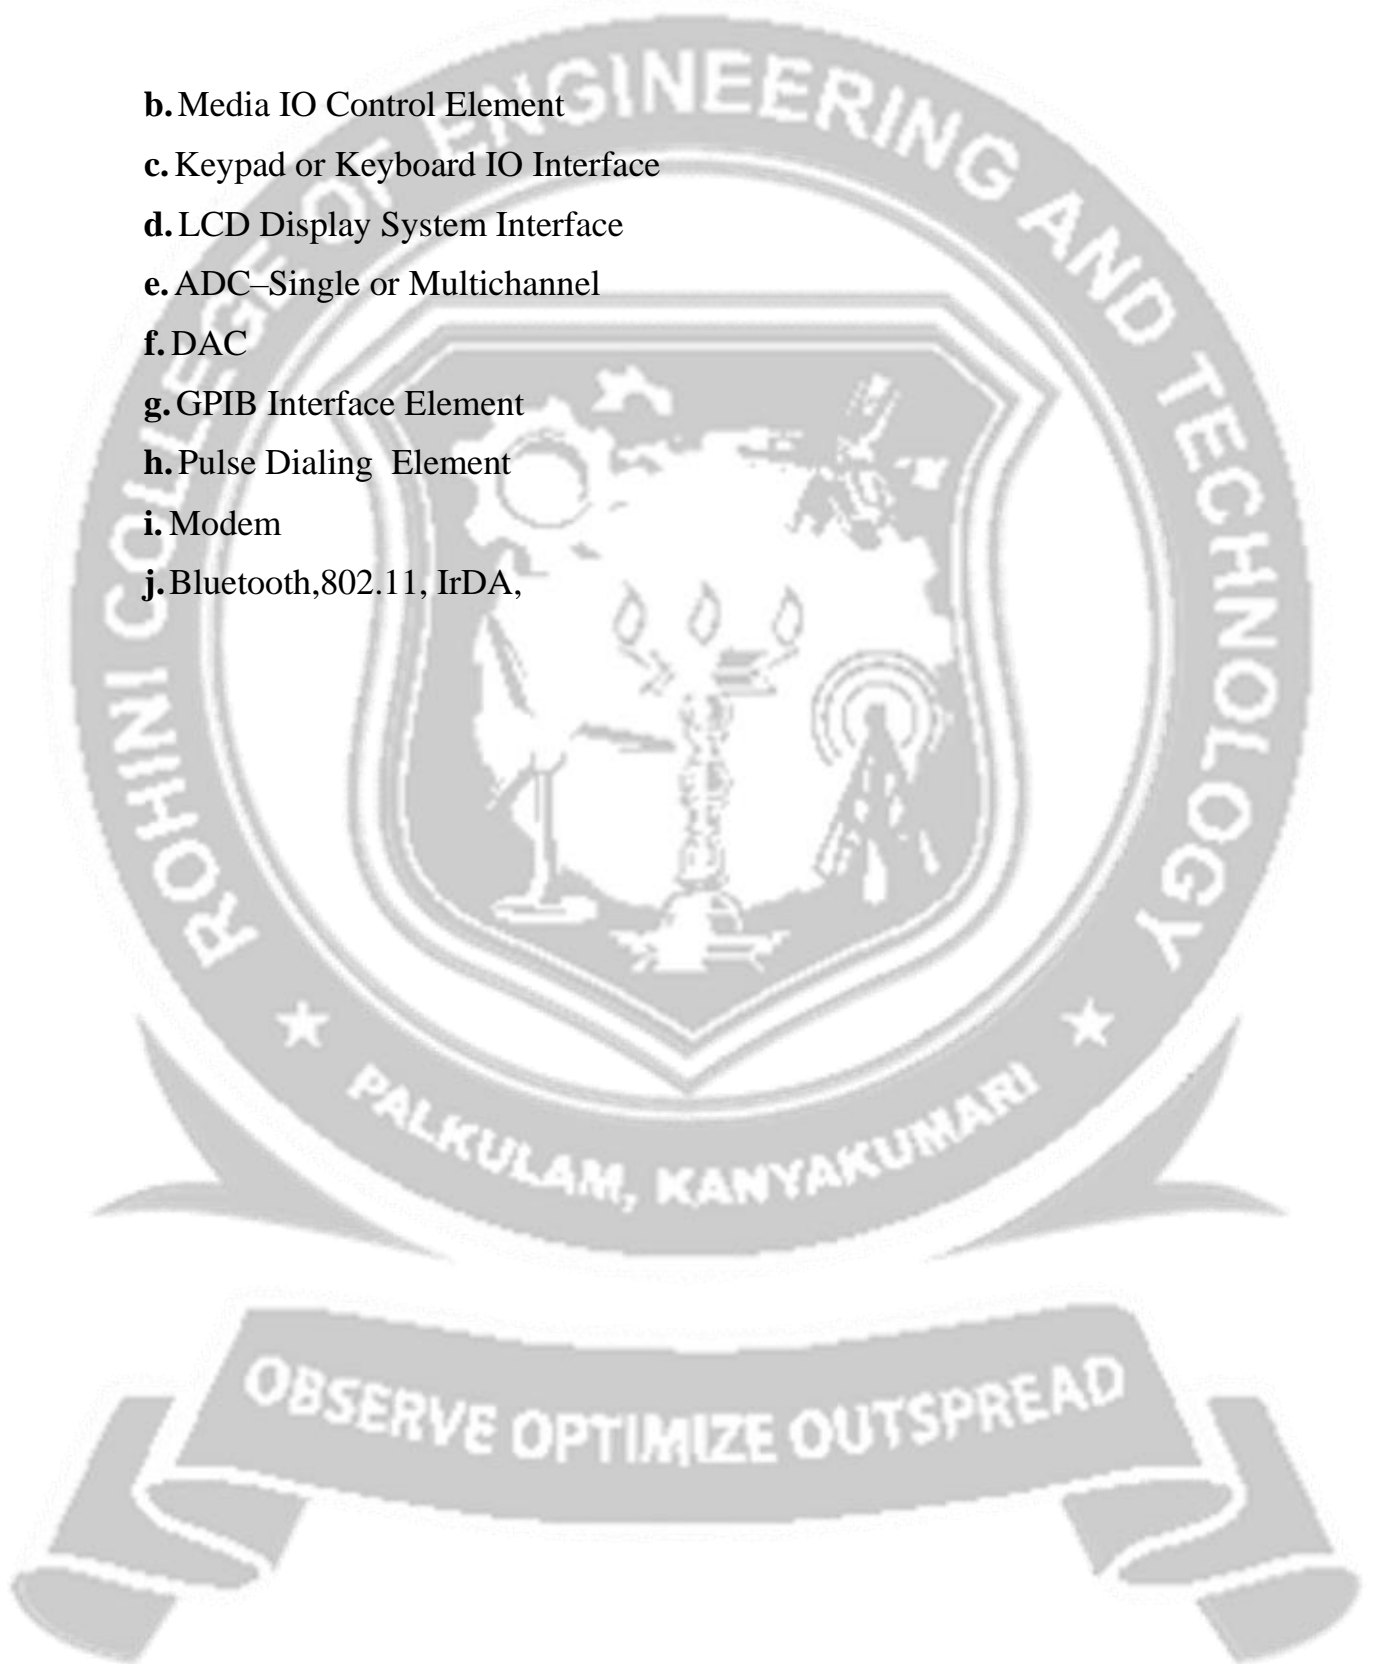 b. Media IO Control Element
c. Keypad or Keyboard IO Interface
d. LCD Display System Interface
e. ADC–Single or Multichannel
f. DAC
g. GPIB Interface Element
h. Pulse Dialing  Element
i. Modem
j. Bluetooth,802.11, IrDA,
ROHINI COLLEGE OF ENGINEERING AND TECHNOLOGY
PALKULAM, KANYAKUMARI
OBSERVE OPTIMIZE OUTSPREAD